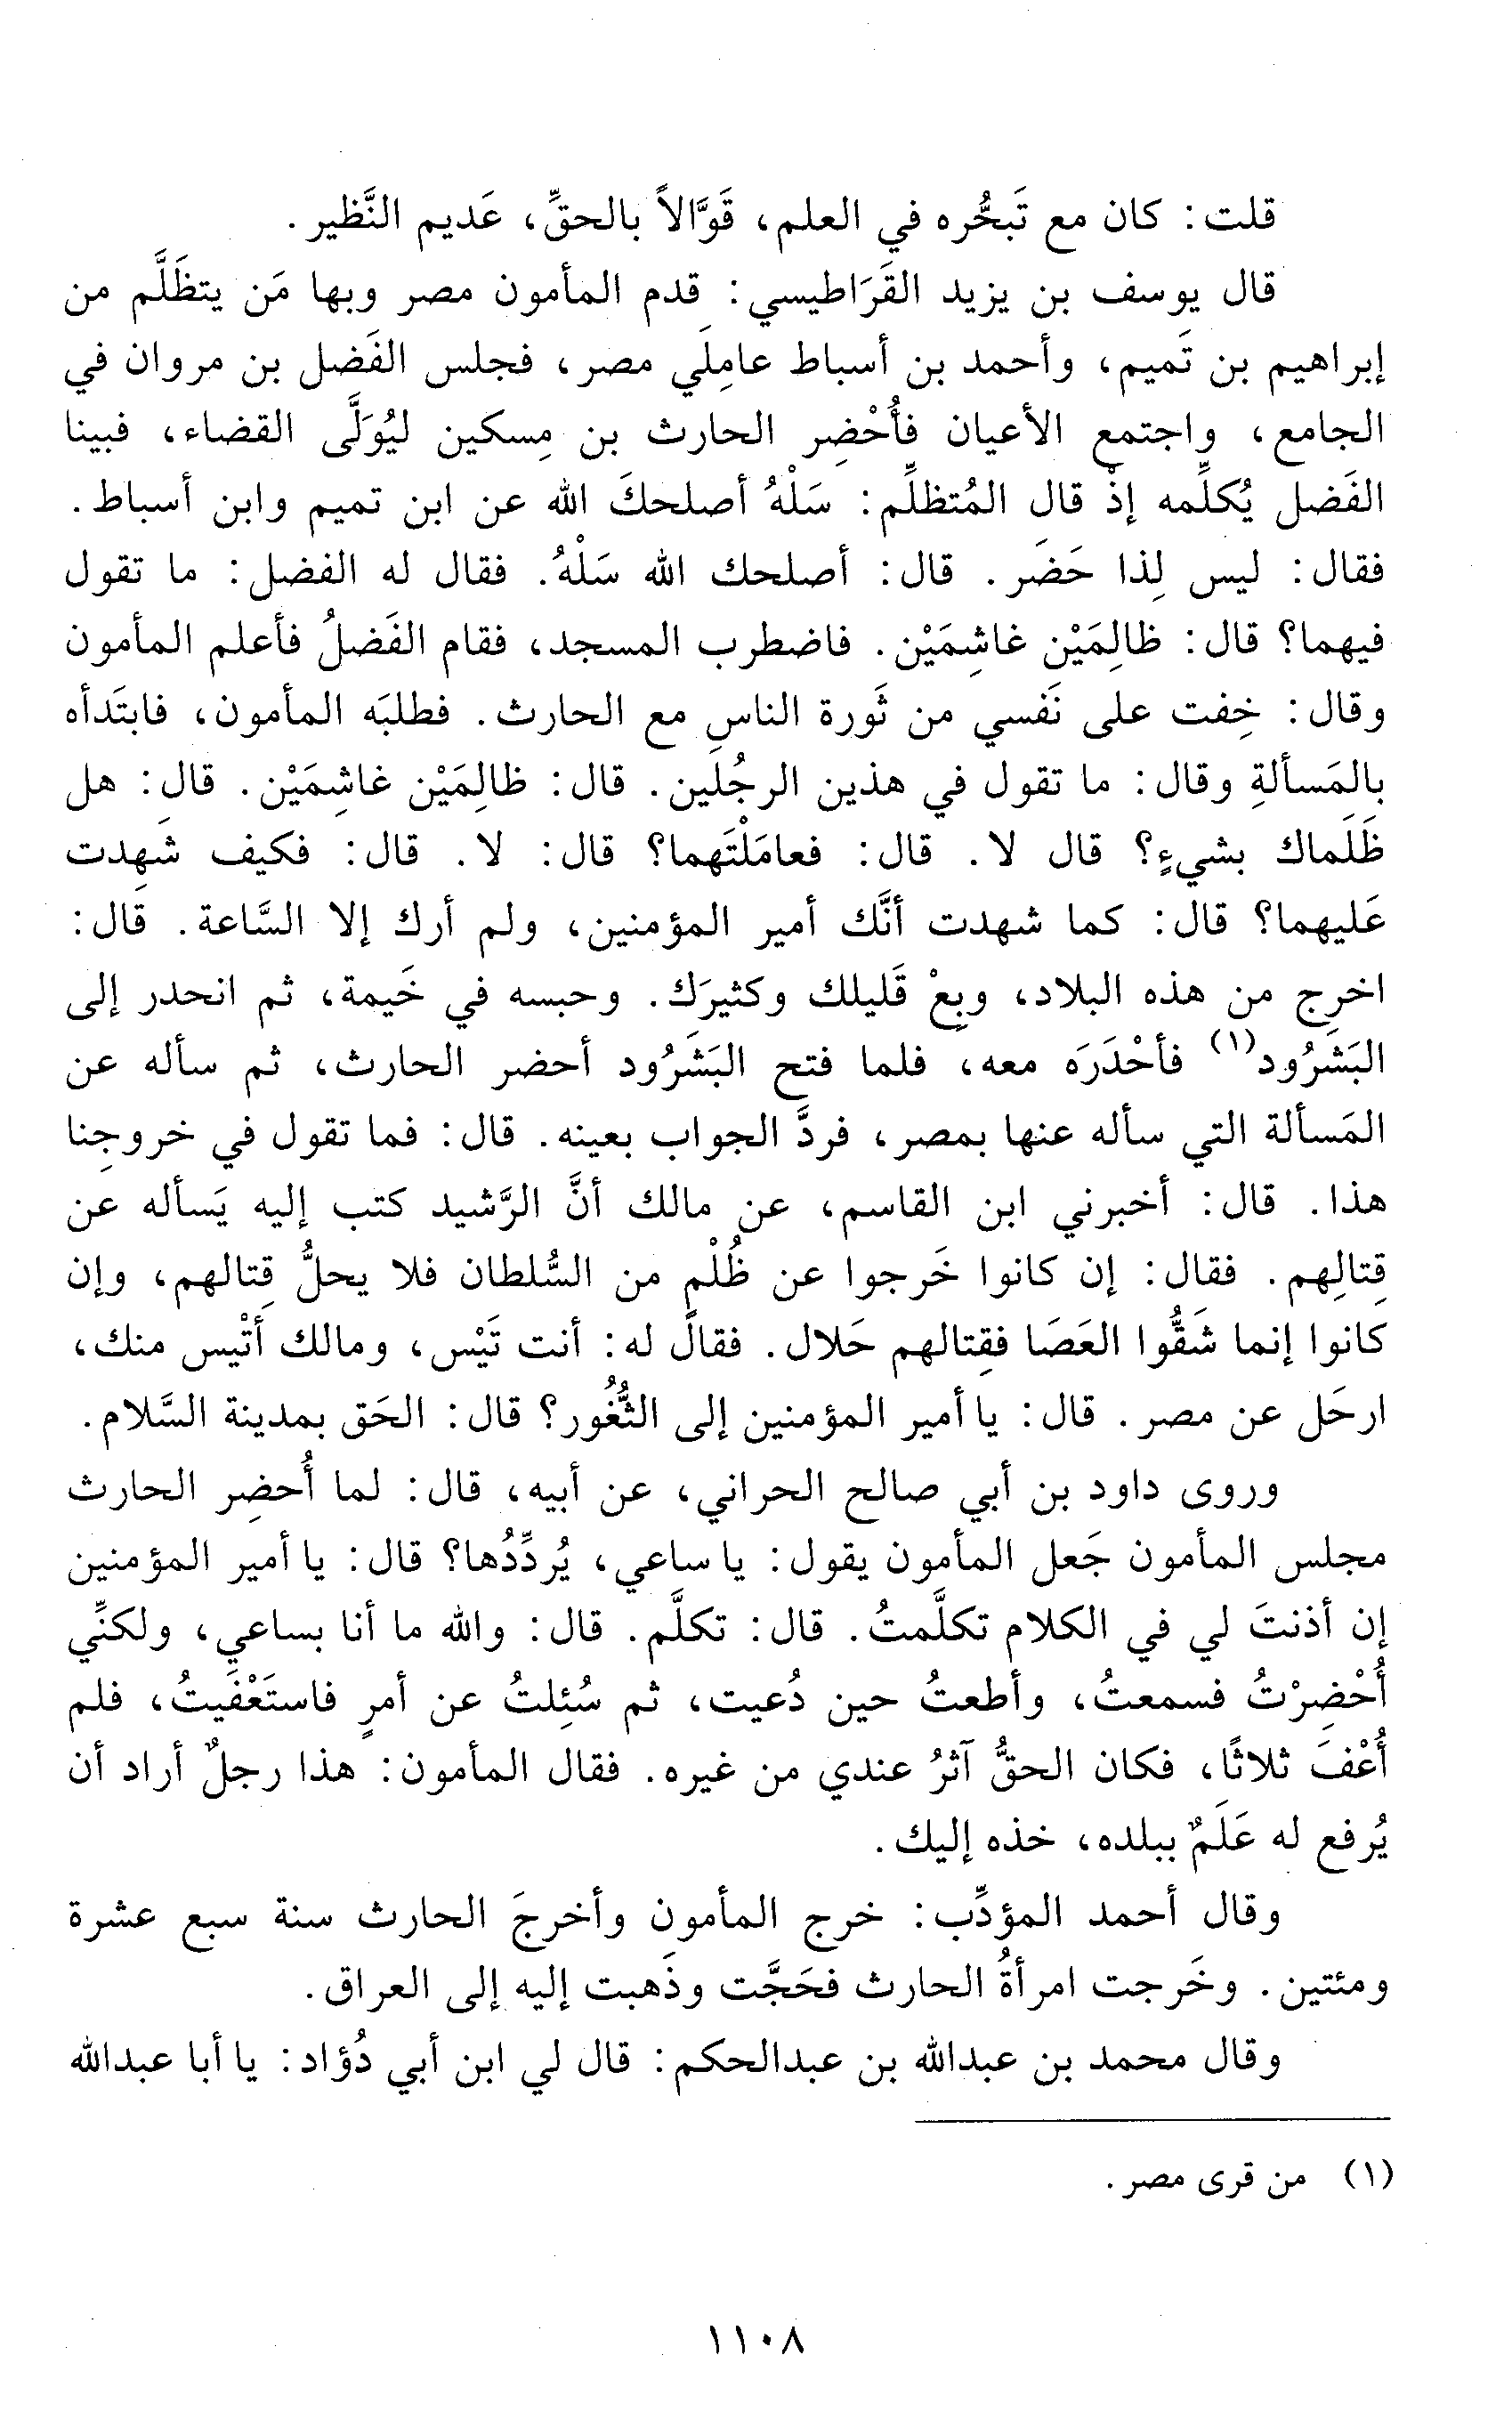 قلت: كان مع تَبحُّره في العلم، قَوَّالاً بالحقِّ، عَديم النَّظير.
قال يوسف بن يزيد القَرَاطيسي: قدم المأمون مصر وبها مَن يتظَلَّم من
إبراهيم بن تَميم، وأحمد بن أسباط عامِلَي مصر، فجلس الفَضل بن مروان في
الجامع، واجتمع الأعيان فأُحْضِر الحارث بن مِسكين ليُوَلَّى القضاء، فبينا
الفَضل يُكلِّمه إذْ قال المُتظلِّم: سَلْهُ أصلحكَ الله عن ابن تميم وابن أسباط.
فقال: ليس لِذا حَضَر. قال: أصلحك الله سَلْهُ. فقال له الفضل: ما تقول
فيهما؟ قال: ظالِمَيْن غاشِمَيْن. فاضطرب المسجد، فقام الفَضلُ فأعلم المأمون
وقال: خِفت على نَفسي من ثَورة الناسِ مع الحارث. فطلبَه المأمون، فابتَدأه
بالمَسألةِ وقال: ما تقول في هذين الرجُلَين. قال: ظالِمَيْن غاشِمَيْن. قال: هل
ظَلَماك بشيءٍ؟ قال لا. قال: فعامَلْتَهما؟ قال: لا. قال: فكيف شَهِدت
عَليهما؟ قال: كما شهدت أنَّك أمير المؤمنين، ولم أرك إلا السَّاعة. قَال:
اخرج من هذه البلاد، وبِعْ قَليلك وكثيرَك. وحبسه في خَيمة، ثم انحدر إلى
البَشَرُود(١) فأحْدَرَه معه، فلما فتح البَشَرُود أحضر الحارث، ثم سأله عن
المَسألة التي سأله عنها بمصر، فردَّ الجواب بعينه. قال: فما تقول في خروجِنا
هذا. قال: أخبرني ابن القاسم، عن مالك أنَّ الرَّشيد كتب إليه يَسأله عن
قِتالِهم. فقال: إن كانوا خَرجوا عن ظُلْم من السُّلطان فلا يحلُّ قِتالهم، وإن
كانوا إنما شَقُّوا العَصَا فقِتالهم حَلال. فقال له: أنت تَيْس، ومالك أَتْيس منك،
ارحَل عن مصر. قال: يا أمير المؤمنين إلى الثُّغُور؟ قال: الحَق بمدينة السَّلام.
وروى داود بن أبي صالح الحراني، عن أبيه، قال: لما أُحضِر الحارث
مجلس المأمون جَعل المأمون يقول: يا ساعي، يُردِّدُها؟ قال: يا أمير المؤمنين
إن أذنتَ لي في الكلام تكلَّمتُ. قال: تكلَّم. قال: والله ما أنا بساعي، ولكنِّي
أُحْضِرْتُ فسمعتُ، وأطعتُ حين دُعيت، ثم سُئِلتُ عن أمرٍ فاستَعْفَيتُ، فلم
أُعْفَ ثلاثًا، فكان الحقُّ آثرُ عندي من غيره. فقال المأمون: هذا رجلٌ أراد أن
يُرفع له عَلَمٌ ببلده، خذه إليك.
وقال أحمد المؤدِّب: خرج المأمون وأخرجَ الحارث سنة سبع عشرة
ومئتين. وخَرجت امرأةُ الحارث فحَجَّت وذَهبت إليه إلى العراق.
وقال محمد بن عبدالله بن عبدالحكم: قال لي ابن أبي دُؤاد: يا أبا عبدالله
(١) من قرى مصر.
١١٠٨